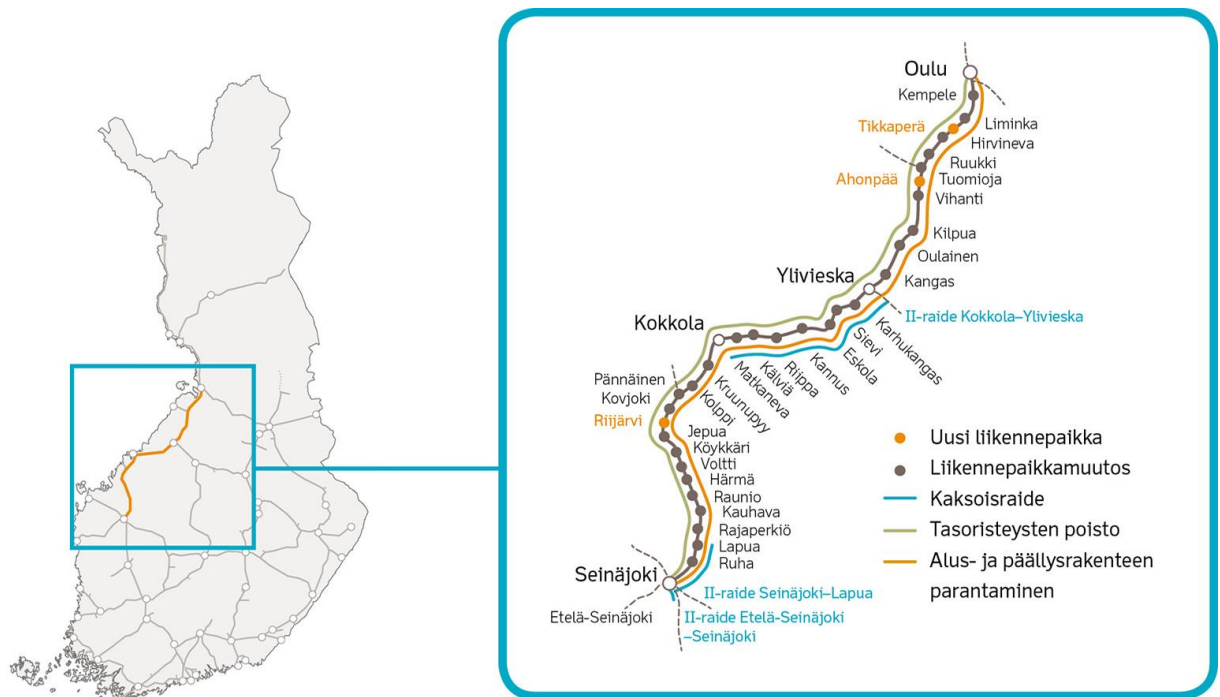 Oulu
Kempele
Tikkaperä
Liminka
Hirvineva
Ruukki
Ahonpää
Tuomioja
Vihanti
Kilpua
Oulainen
Ylivieska
Kangas
II-raide Kokkola–Ylivieska
Kokkola
Karhukangas
Sievi
Eskola
Kannus
Riippa
Kälviä
Matkaneva
Kruunupyy
Kolppi
Pännäinen
Kovjoki
Riijärvi
Jepua
Köykkäri
Voltti
Härmä
Raunio
Kauhava
Rajaperkiö
Lapua
Ruha
Seinäjoki
II-raide Seinäjoki–Lapua
Etelä-Seinäjoki
II-raide Etelä-Seinäjoki
–Seinäjoki
Uusi liikennepaikka
Liikennepaikkamuutos
Kaksoisraide
Tasoristeysten poisto
Alus- ja päällysrakenteen
parantaminen